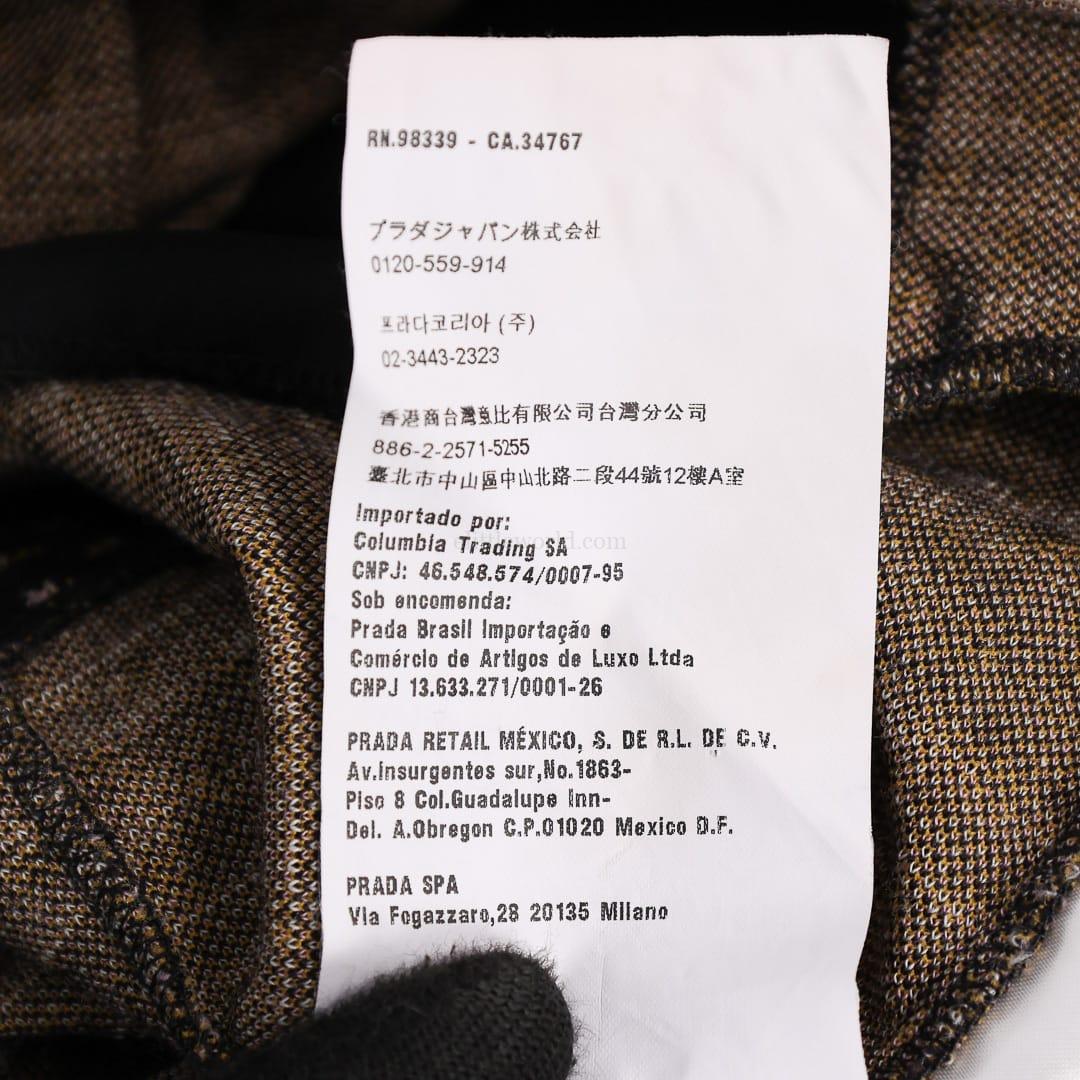 RN.98339 - CA.34767
プラダジャパン株式会社
0120-559-914
프라다코리아 (주)
02-3443-2323
香港商台灣魚比有限公司台灣分公司
886-2-2571-5255
臺北市中山區中山北路二段44號12樓A室
Importado por:
Columbia Trading SA
CNPJ: 46.548.574/0007-95
Sob encomenda:
Prada Brasil Importação e
Comércio de Artigos de Luxo Ltda
CNPJ 13.633.271/0001-26
PRADA RETAIL MÉXICO, S. DE R.L. DE C.V.
Av.Insurgentes sur,No.1863-
Piso 8 Col.Guadalupe Inn-
Del. A.Obregon C.P.01020 Mexico D.F.
PRADA SPA
Via Fogazzaro,28 20135 Milano